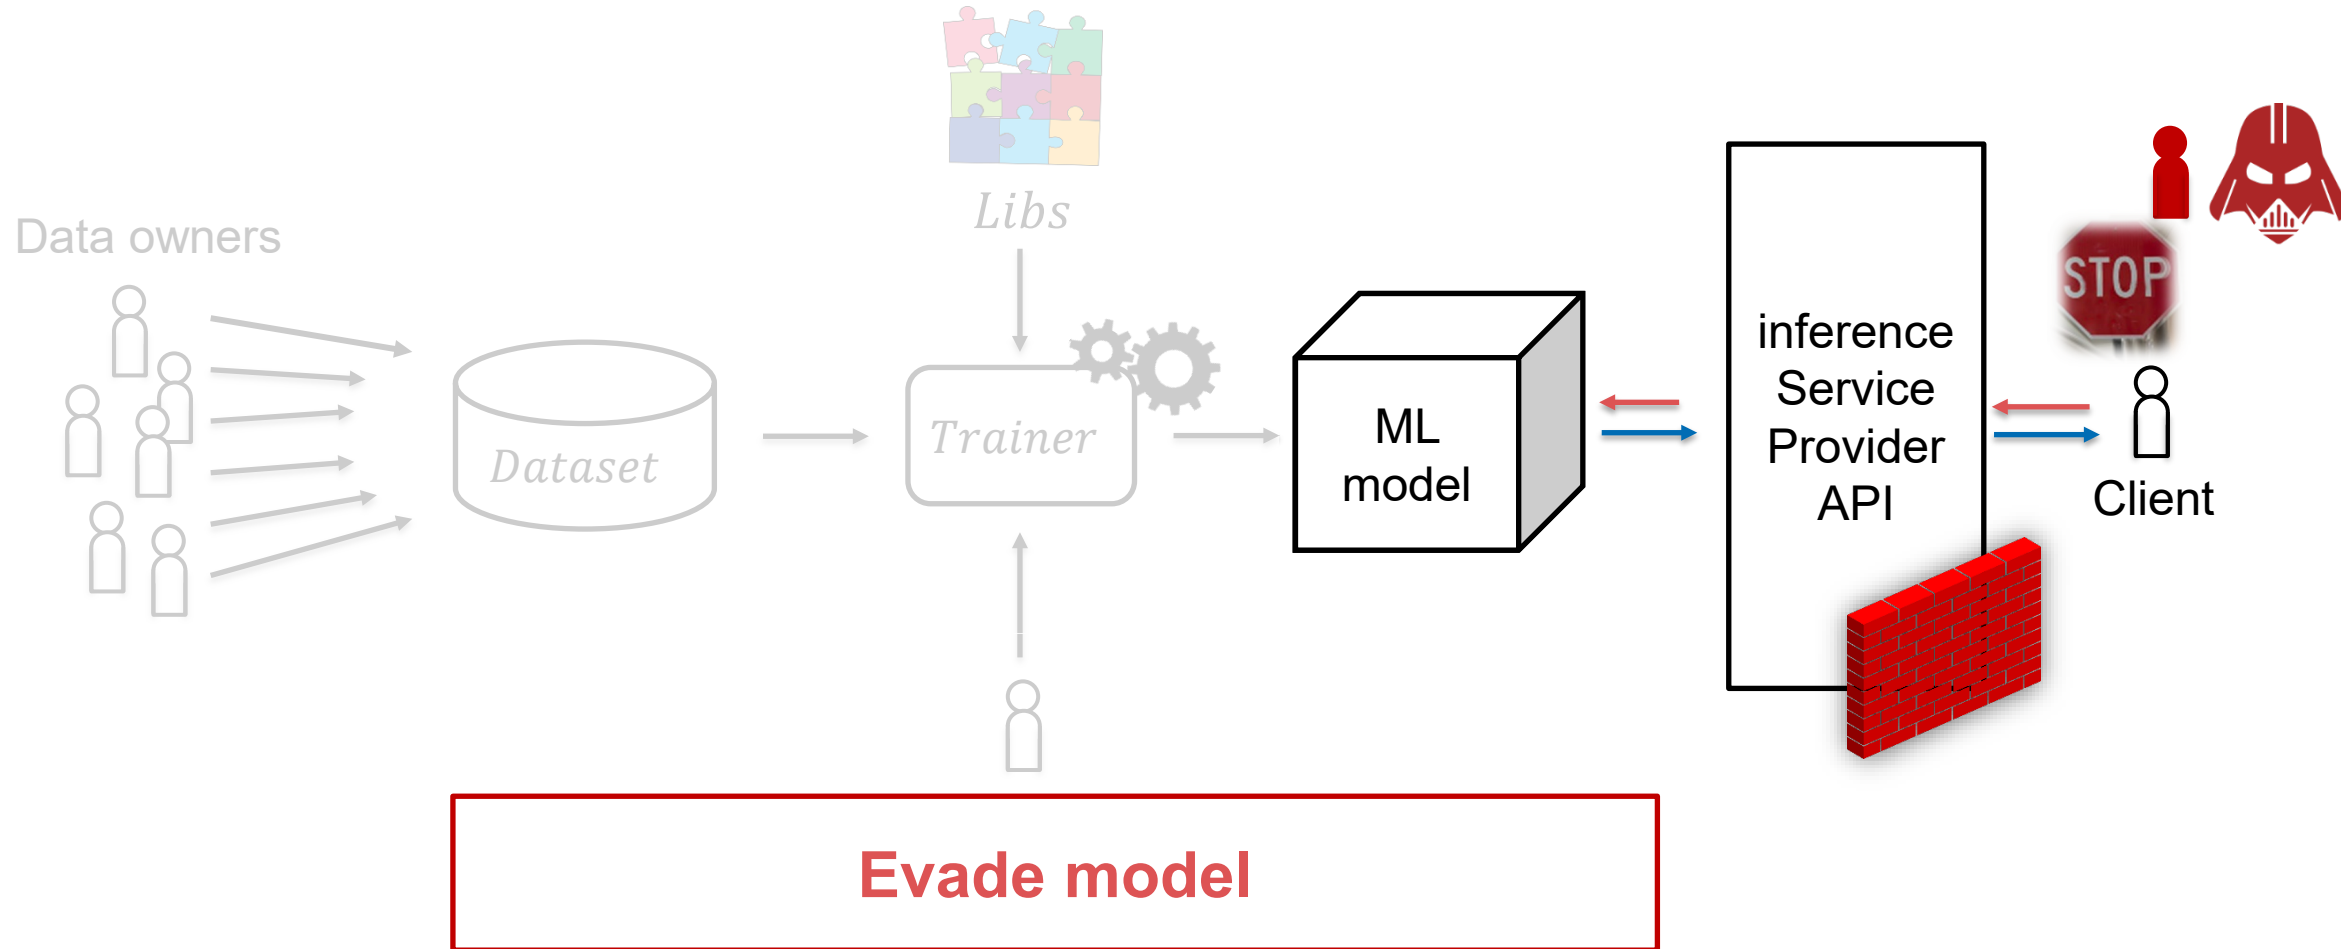 Libs
Data owners
STOP
inference
Service
Provider
API
Dataset
Trainer
ML
model
Client
Evade model